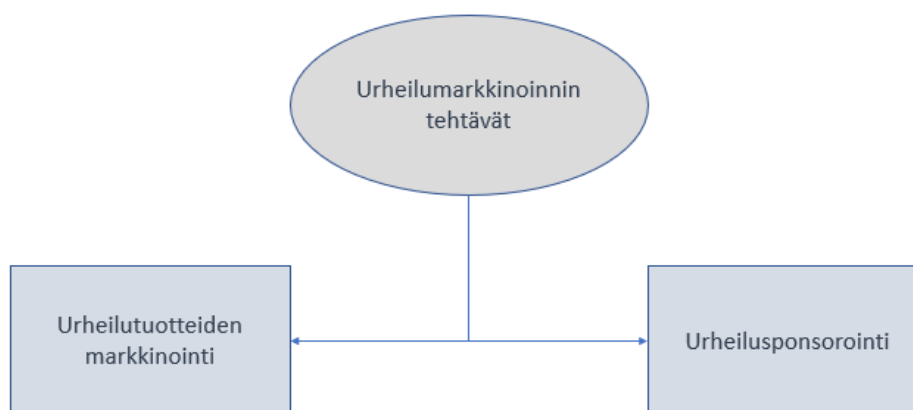 Urheilumarkkinoinnin
tehtävät
Urheilutuotteiden
markkinointi
Urheilusponsorointi